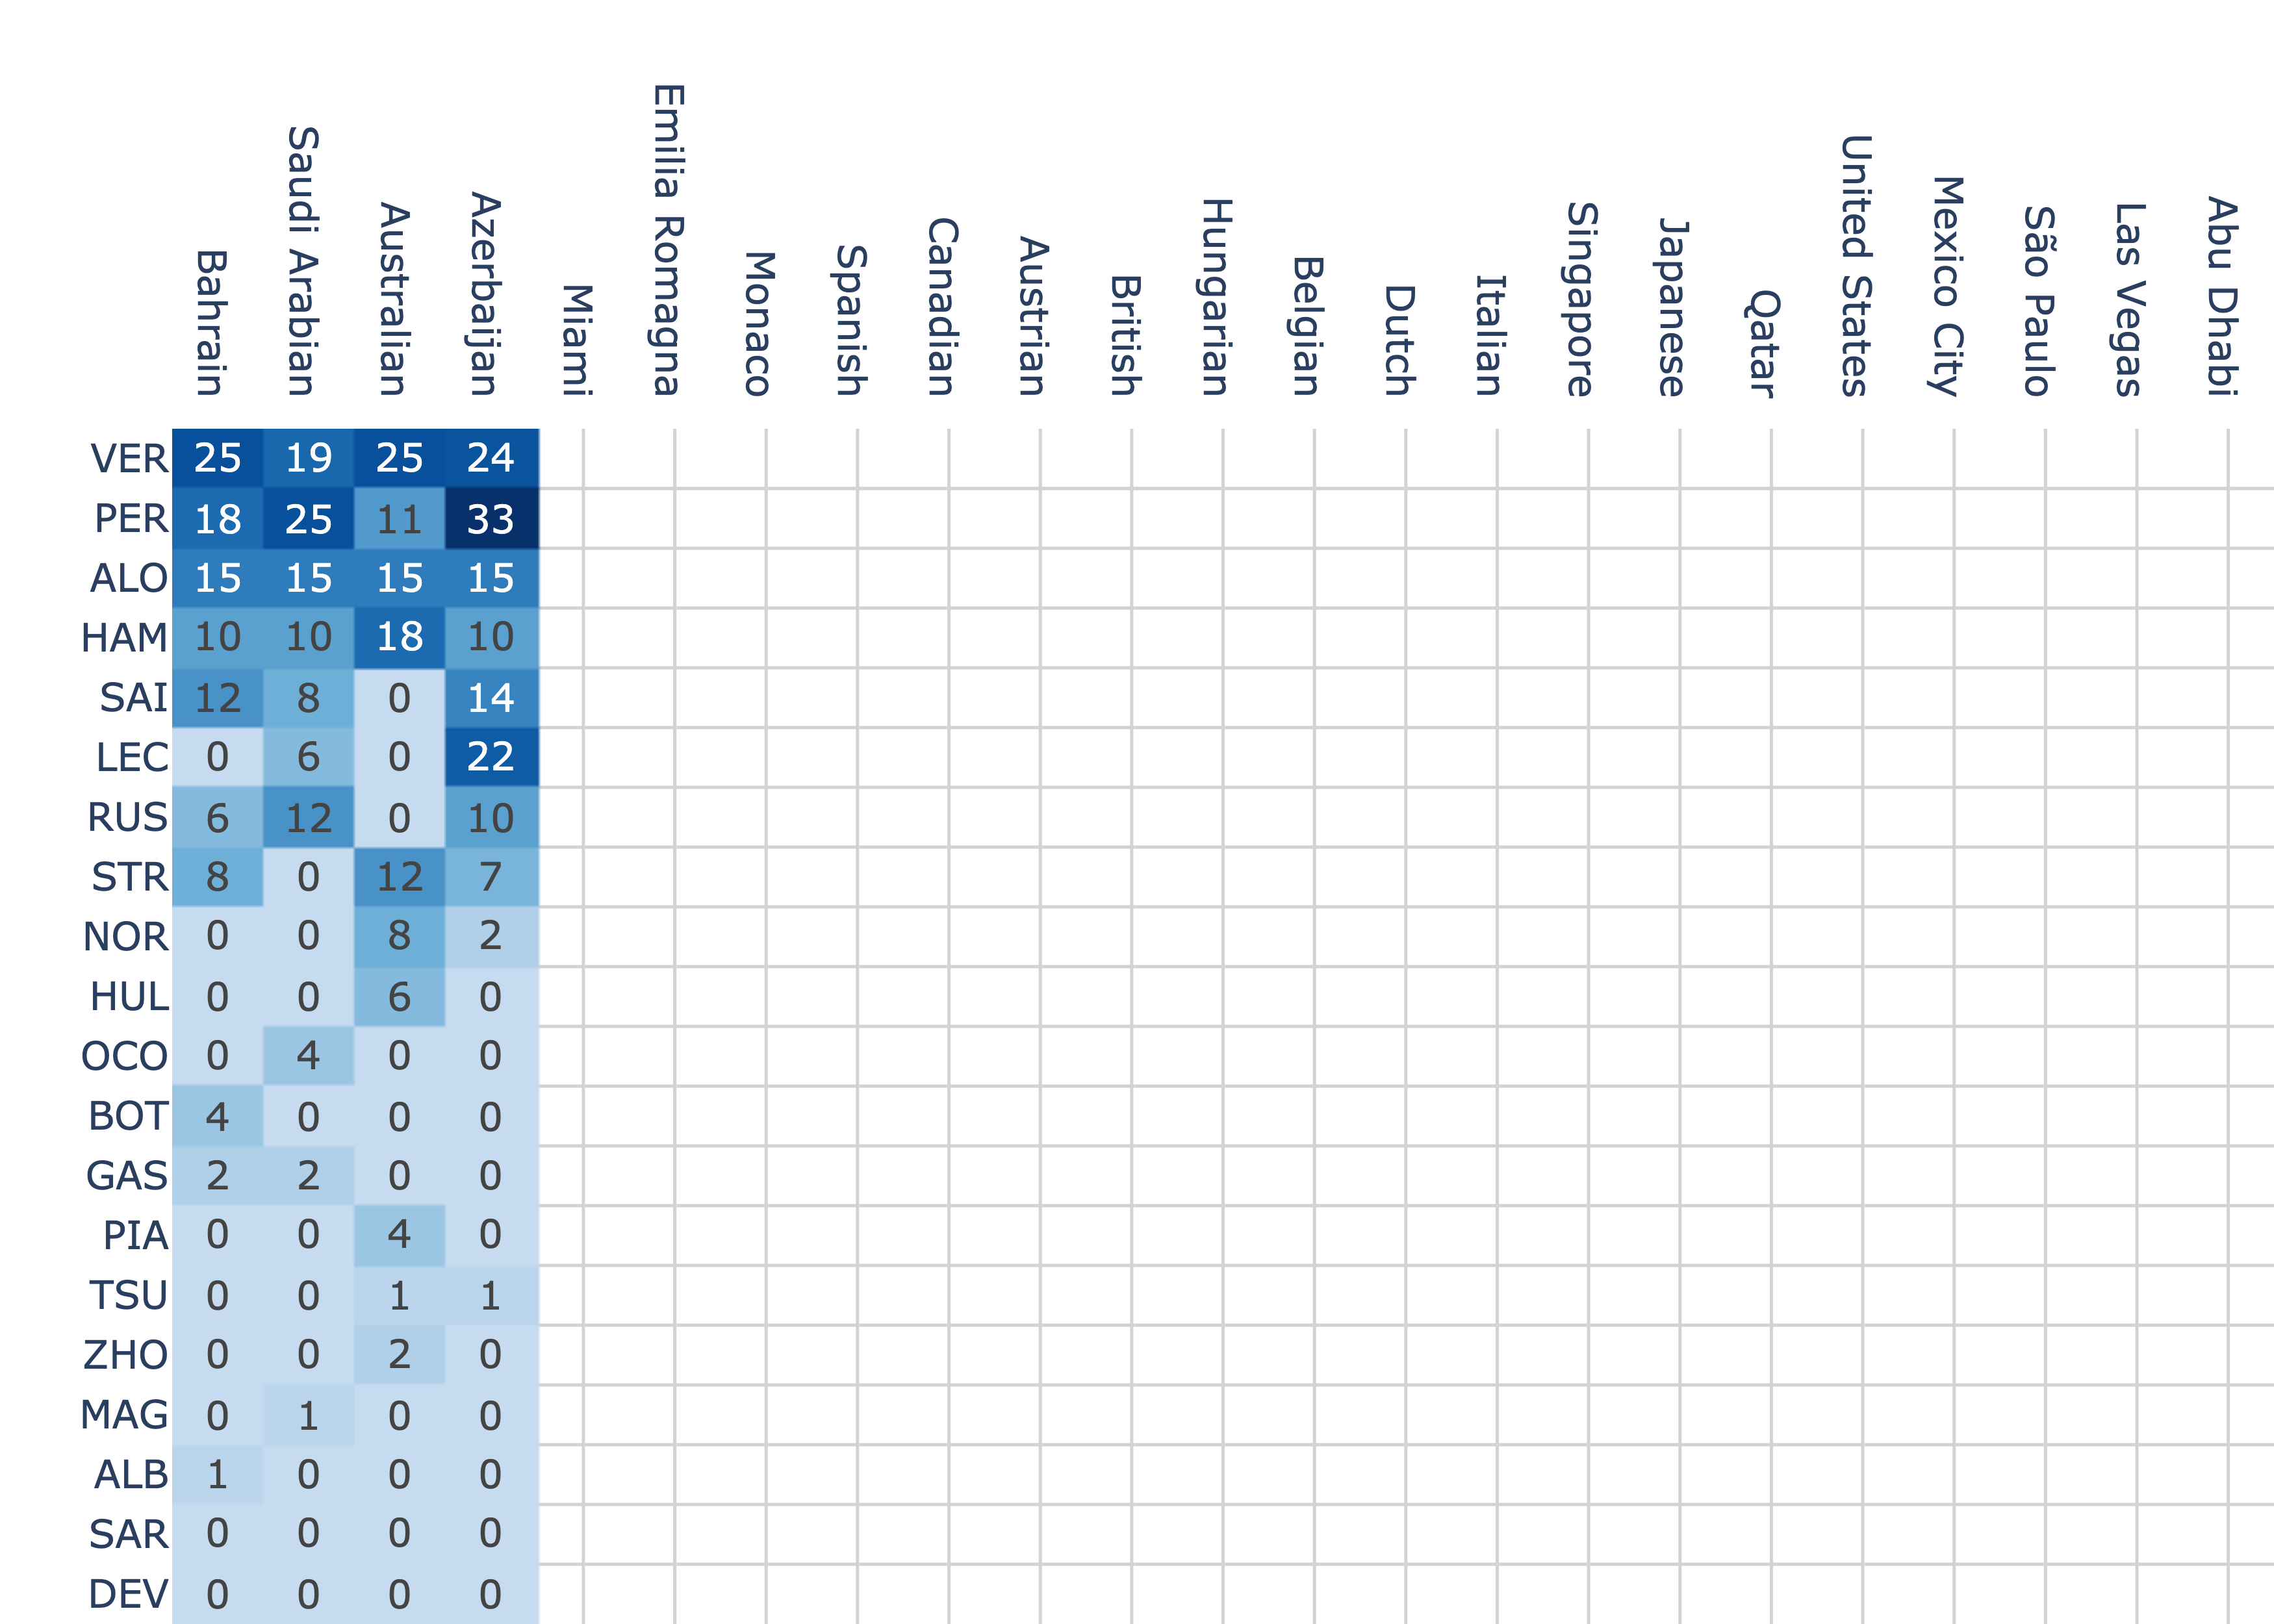 Bahrain
Saudi Arabian
Australian
Azerbaijan
Miami
Emilia Romagna
Monaco
Spanish
Canadian
Austrian
British
Hungarian
Belgian
Dutch
Italian
Singapore
Japanese
Qatar
United States
Mexico City
São Paulo
Las Vegas
Abu Dhabi
VER 25 19 25 24
PER 18 25 11 33
ALO 15 15 15 15
HAM 10 10 18 10
SAI 12 8 0 14
LEC 0 6 0 22
RUS 6 12 0 10
STR 8 0 12 7
NOR 0 0 8 2
HUL 0 0 6 0
OCO 0 4 0 0
BOT 4 0 0 0
GAS 2 2 0 0
PIA 0 0 4 0
TSU 0 0 1 1
ZHO 0 0 2 0
MAG 0 1 0 0
ALB 1 0 0 0
SAR 0 0 0 0
DEV 0 0 0 0